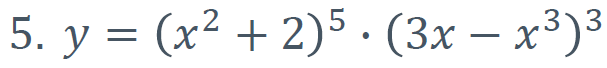 5. y = (x² + 2)⁵ · (3x − x³)³